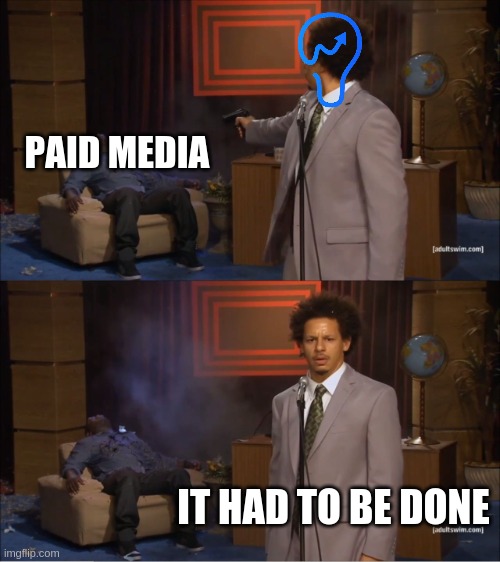 PAID MEDIA
[adultswim.com]
IT HAD TO BE DONE
[adultswim.com]
imgflip.com